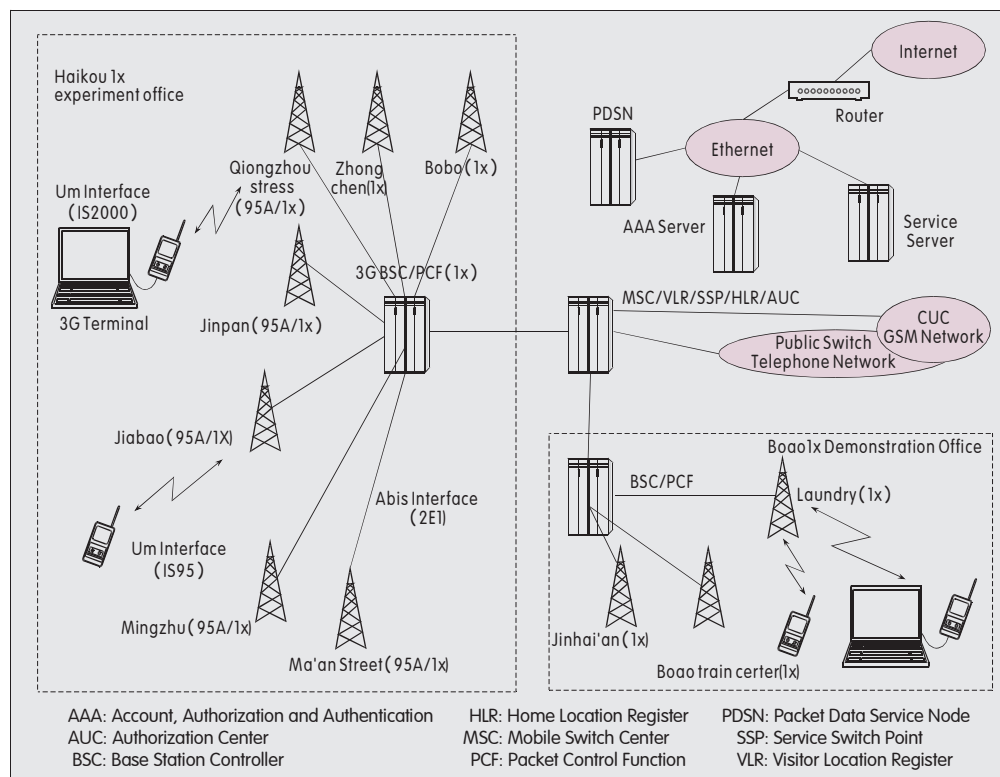 Haikou 1x
experiment office
Internet
Router
PDSN
Ethernet
AAA Server
Service
Server
Qiongzhou
stress
(95A/1x)
Zhong
chen(1x)
Bobo(1x)
Um Interface
(IS2000)
3G Terminal
Jinpan(95A/1x)
3G BSC/PCF(1x)
MSC/VLR/SSP/HLR/AUC
CUC
GSM Network
Public Switch
Telephone Network
Jiabao(95A/1X)
Abis Interface
(2E1)
Um Interface
(IS95)
Mingzhu(95A/1x)
Ma'an Street(95A/1x)
Boao1x Demonstration Office
BSC/PCF
Laundry(1x)
Jinhai'an(1x)
Boao train certer(1x)
AAA: Account, Authorization and Authentication
AUC: Authorization Center
BSC: Base Station Controller
HLR: Home Location Register
MSC: Mobile Switch Center
PCF: Packet Control Function
PDSN: Packet Data Service Node
SSP: Service Switch Point
VLR: Visitor Location Register